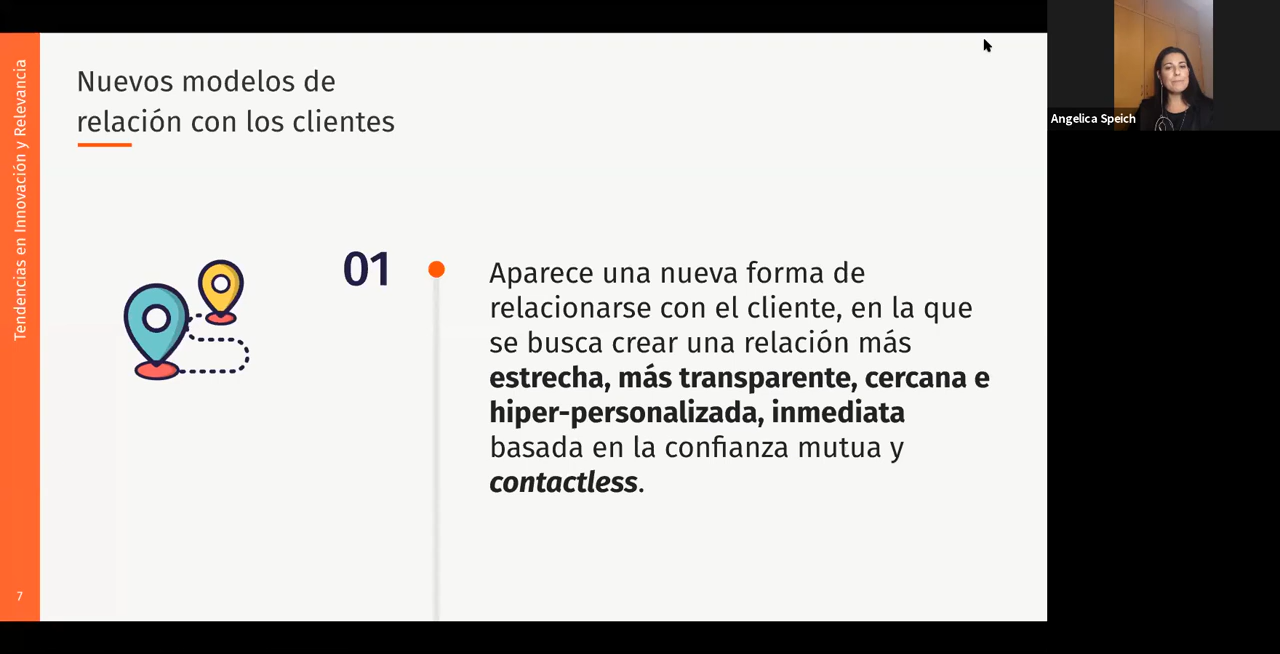 Tendencias en Innovación y Relevancia
Nuevos modelos de
relación con los clientes
01
Aparece una nueva forma de
relacionarse con el cliente, en la que
se busca crear una relación más
estrecha, más transparente, cercana e
hiper-personalizada, inmediata
basada en la confianza mutua y
contactless.
7
Angelica Speich